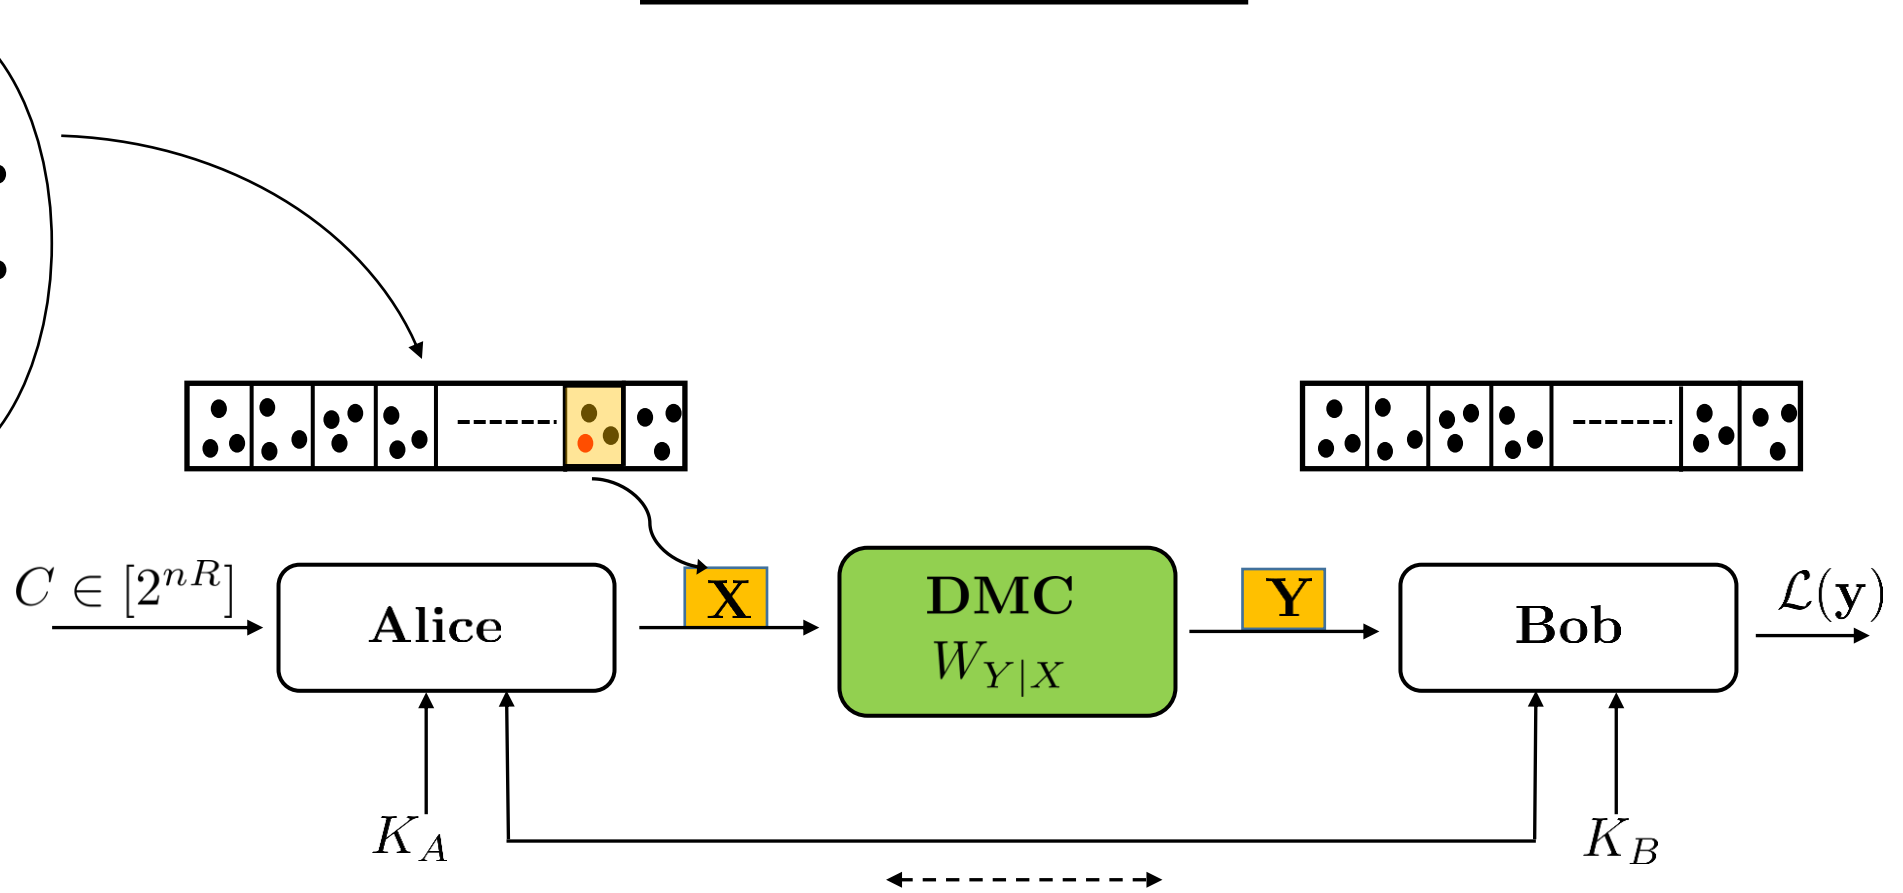 C ∈ [2^{nR}]
Alice
X
DMC
W_{Y|X}
Y
Bob
𝓛(y)
K_A
K_B